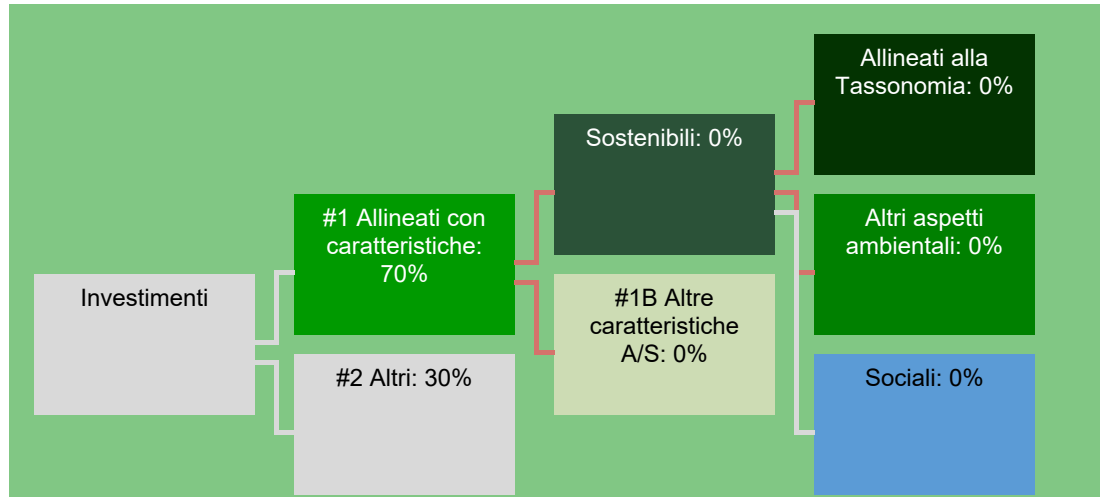 Investimenti
#1 Allineati con
caratteristiche:
70%
#2 Altri: 30%
Sostenibili: 0%
#1B Altre
caratteristiche
A/S: 0%
Allineati alla
Tassonomia: 0%
Altri aspetti
ambientali: 0%
Sociali: 0%